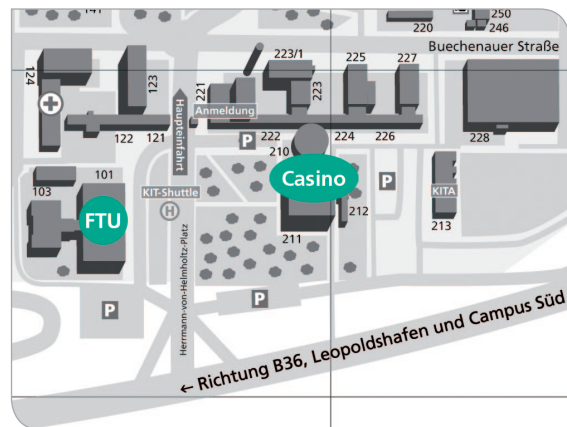 141
220
250
246
Buechenauer Straße
124
123
221
223/1
223
225
227
Haupteinfahrt
Anmeldung
122
121
222
210
224
226
228
P
103
101
FTU
KIT-Shuttle
H
Casino
P
KITA
213
212
211
Herrmann-von-Helmholtz-Platz
P
P
← Richtung B36, Leopoldshafen und Campus Süd